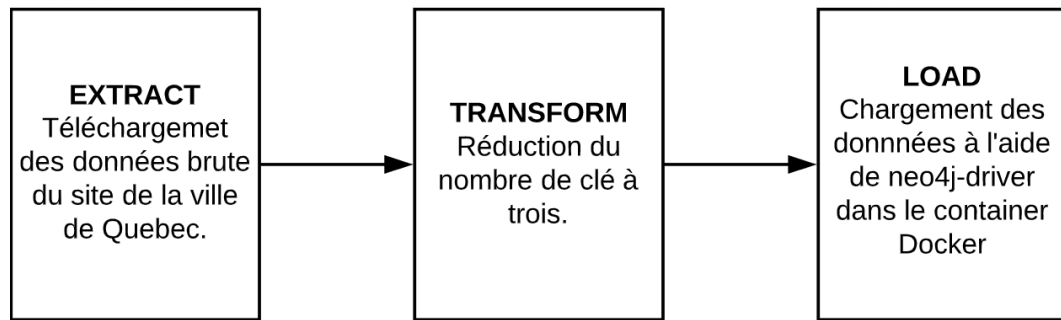 EXTRACT
Téléchargemet
des données brute
du site de la ville
de Quebec.
TRANSFORM
Réduction du
nombre de clé à
trois.
LOAD
Chargement des
donnnées à l'aide
de neo4j-driver
dans le container
Docker